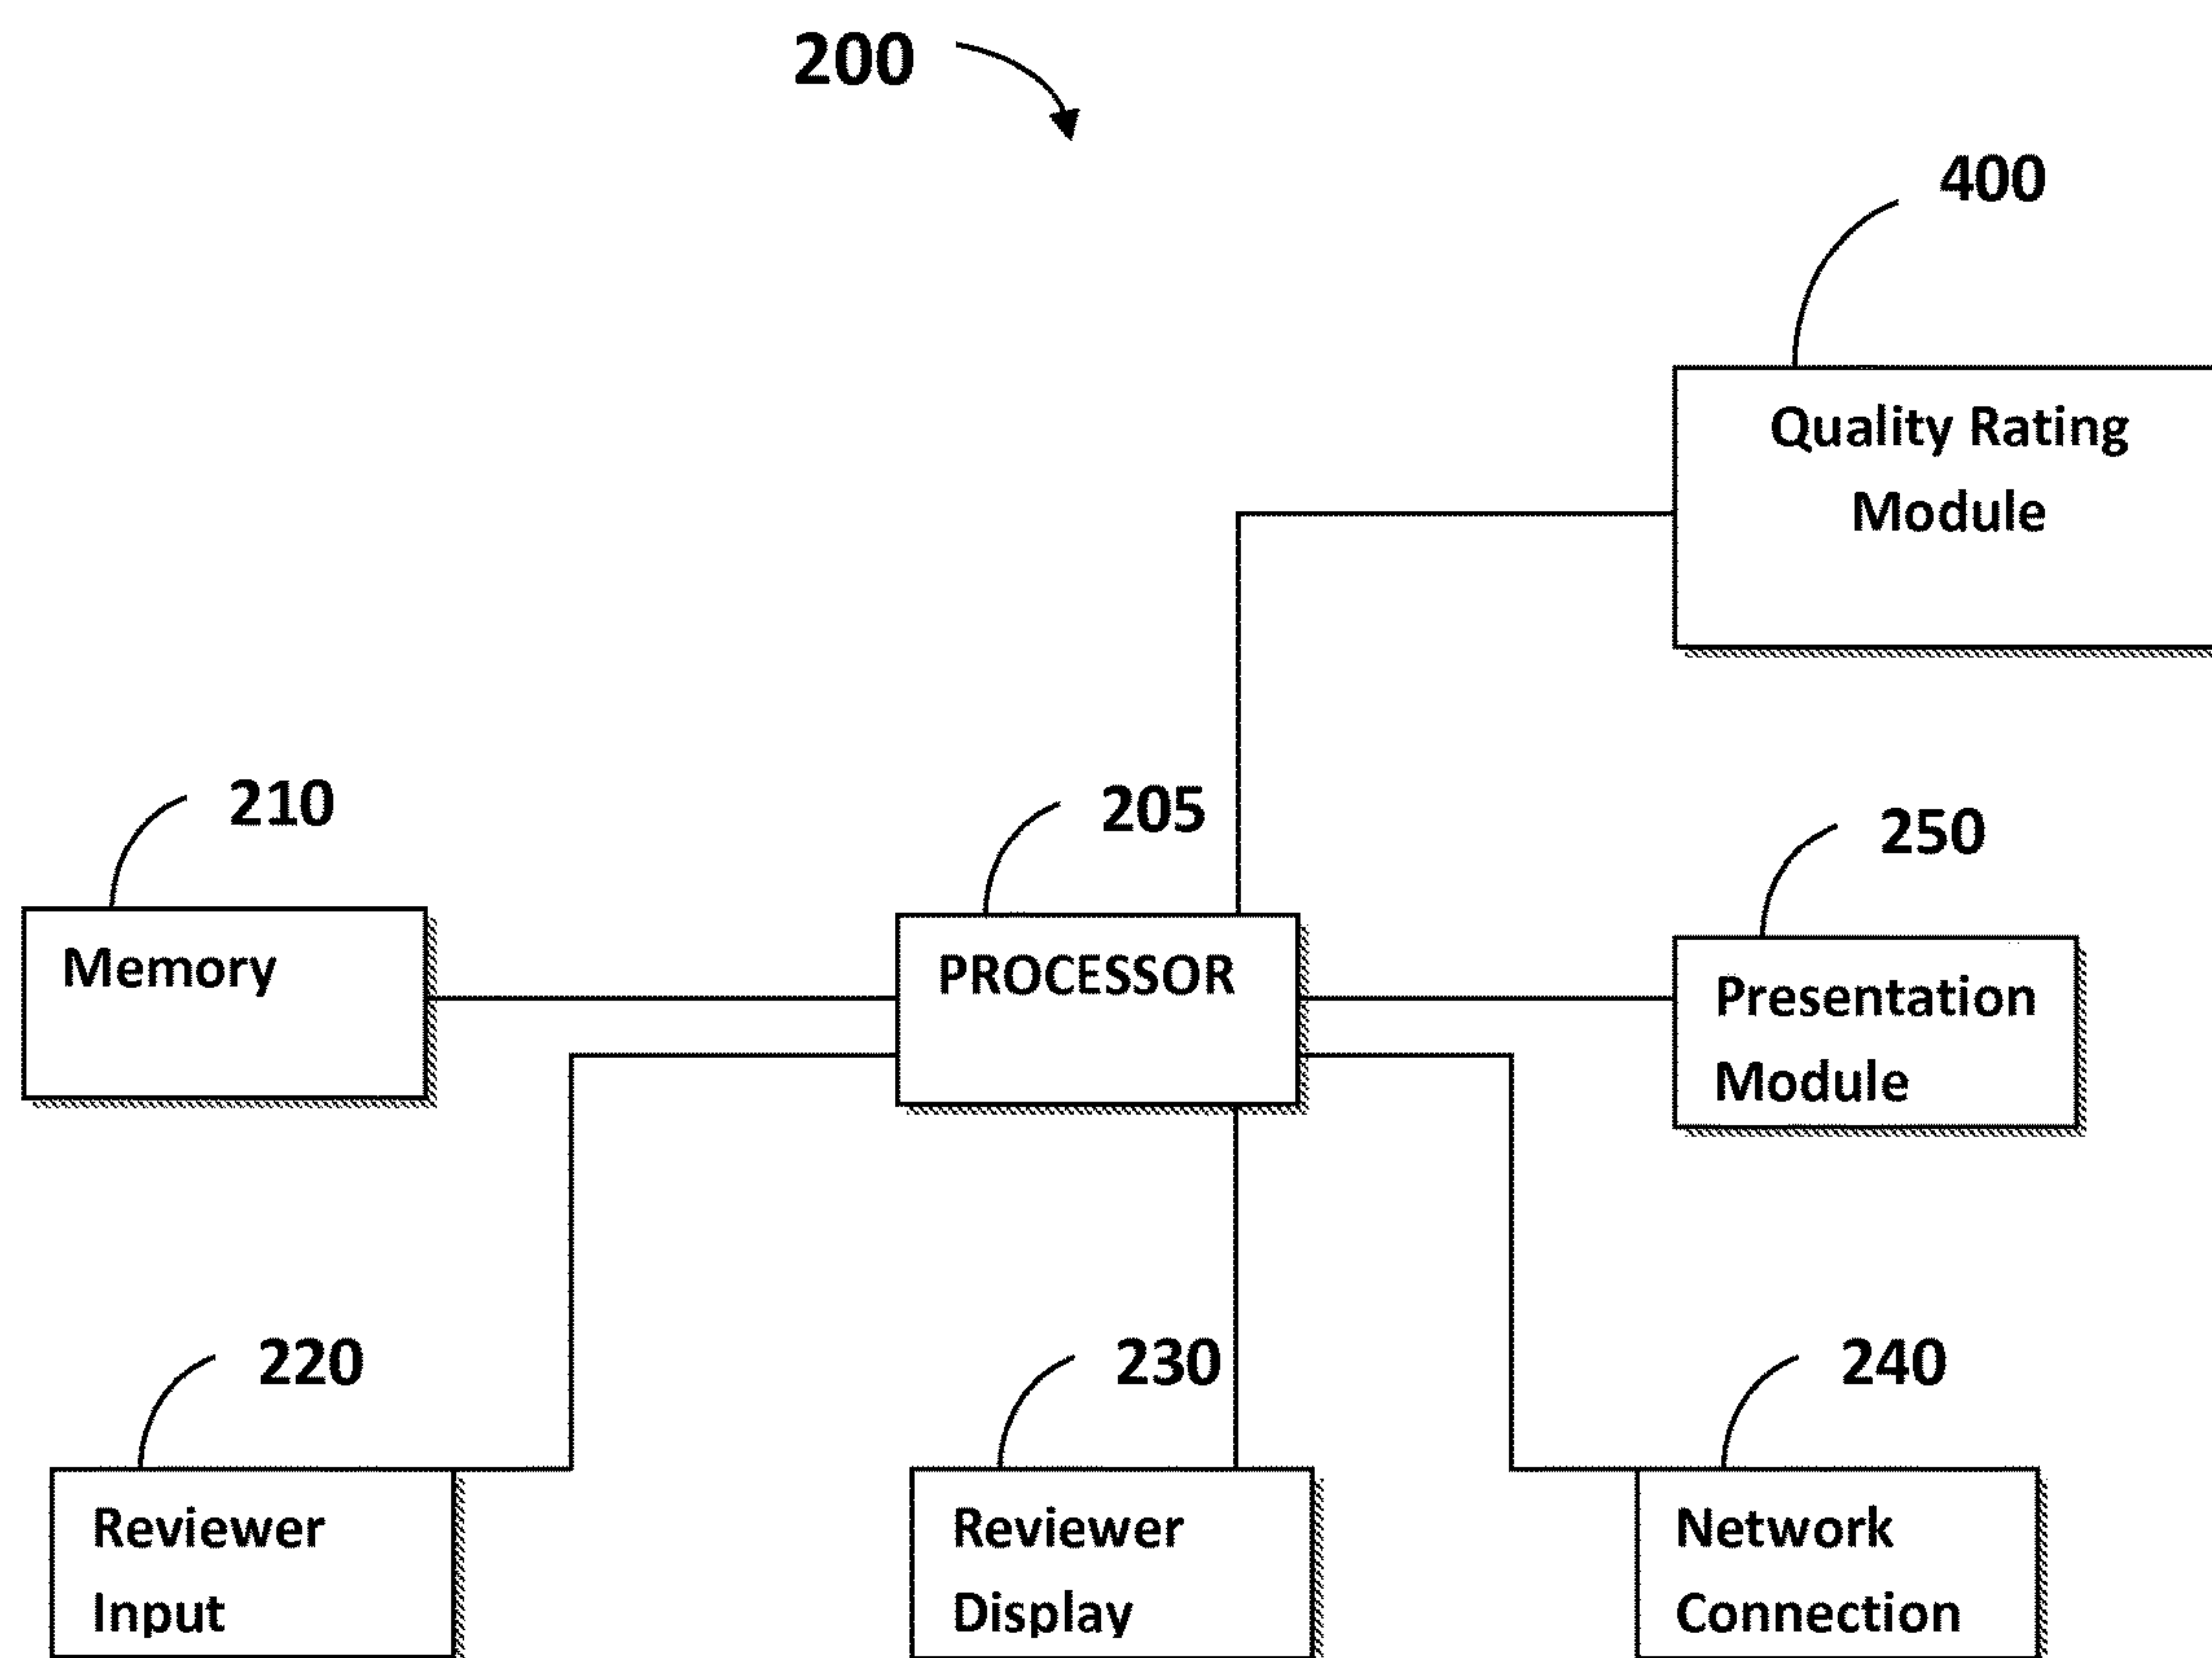 200
400
Quality Rating
Module
210
205
250
Memory
PROCESSOR
Presentation
Module
220
230
240
Reviewer
Input
Reviewer
Display
Network
Connection